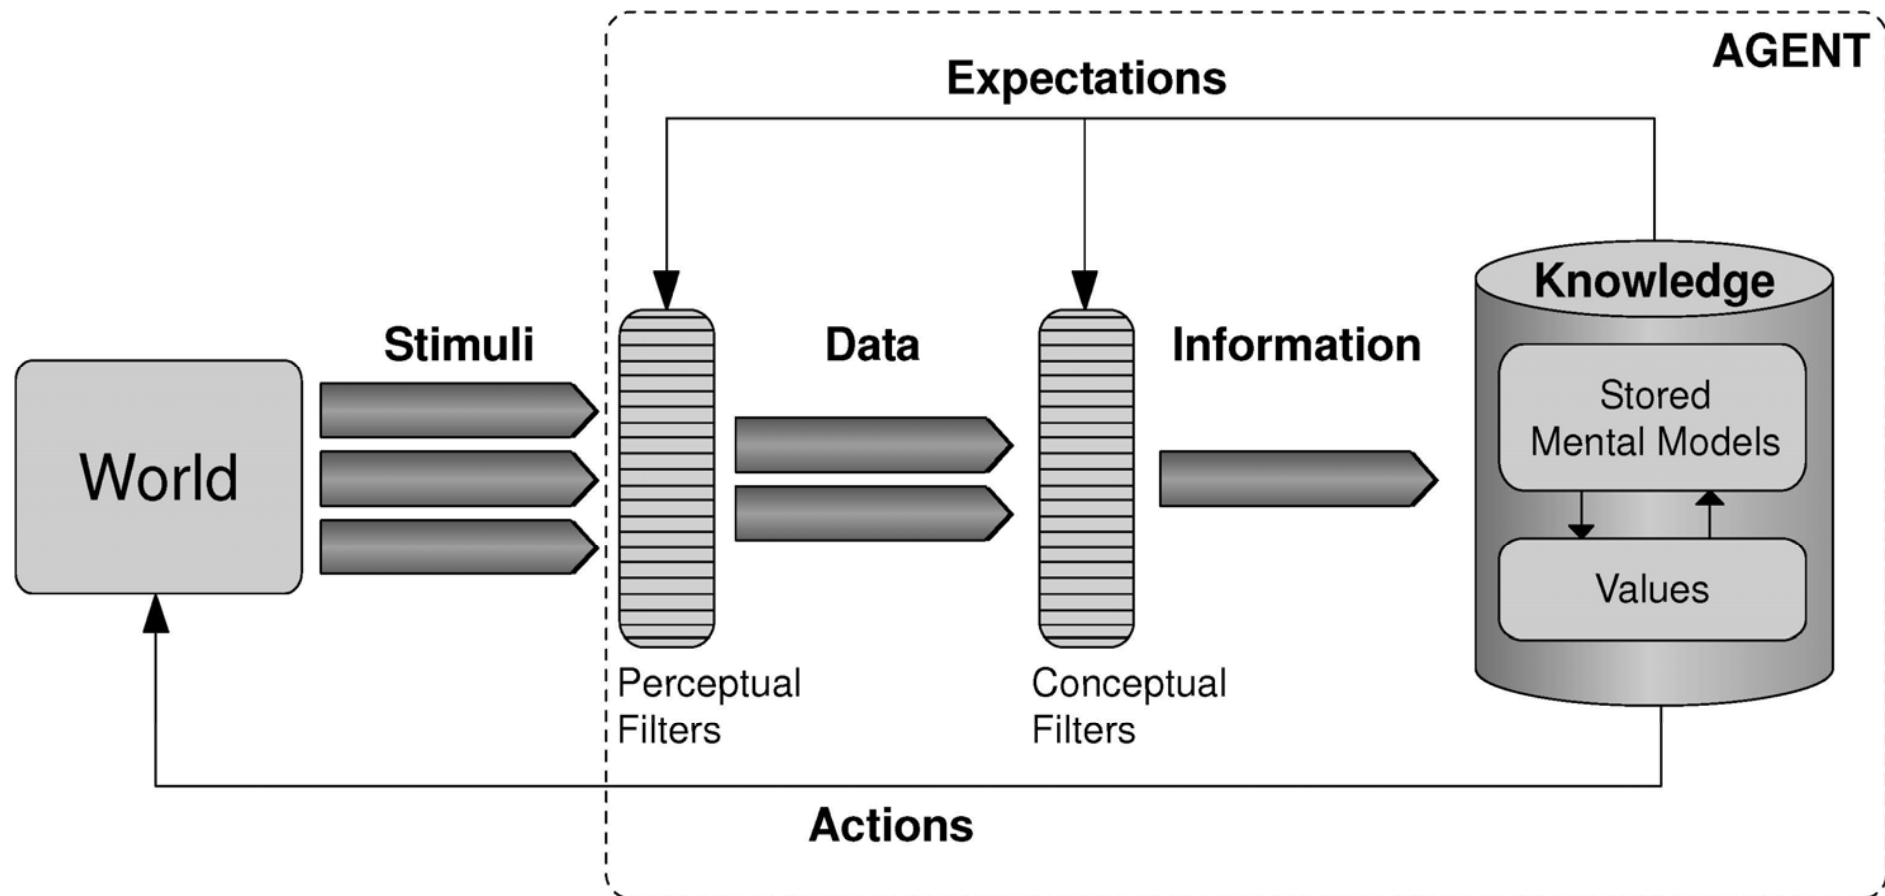 AGENT
Expectations
Knowledge
Stimuli
Data
Information
World
Stored
Mental Models
Values
Perceptual
Filters
Conceptual
Filters
Actions